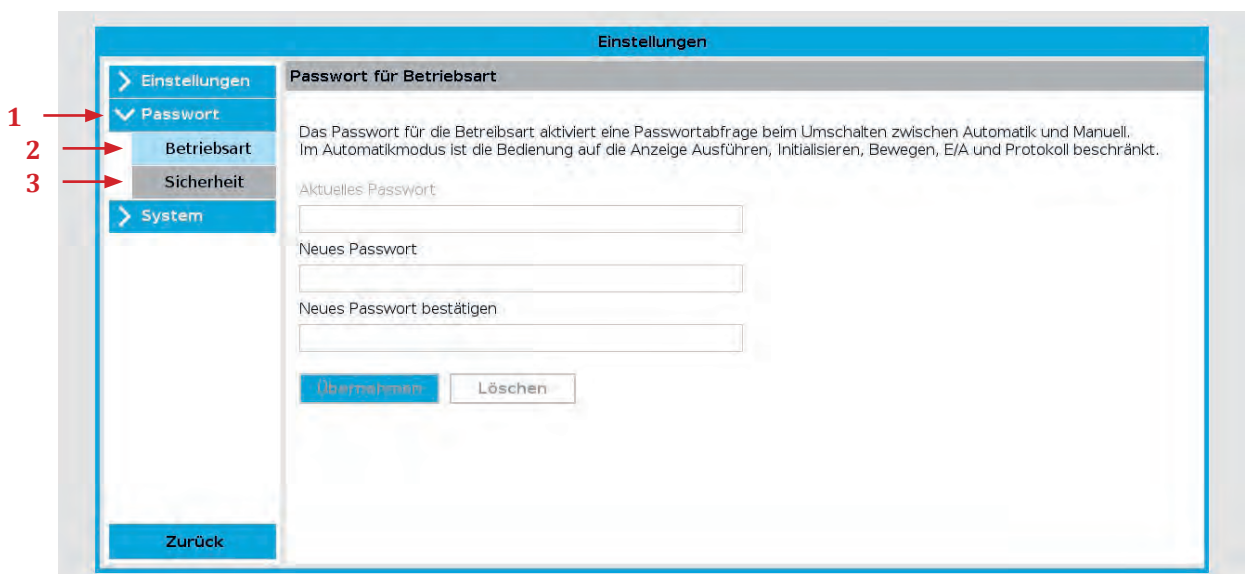 Einstellungen
Einstellungen
Passwort für Betriebsart
1
Passwort
2
Betriebsart
3
Sicherheit
System
Das Passwort für die Betreibsart aktiviert eine Passwortabfrage beim Umschalten zwischen Automatik und Manuell.
Im Automatikmodus ist die Bedienung auf die Anzeige Ausführen, Initialisieren, Bewegen, E/A und Protokoll beschränkt.
Aktuelles Passwort
Neues Passwort
Neues Passwort bestätigen
Übernehmen
Löschen
Zurück